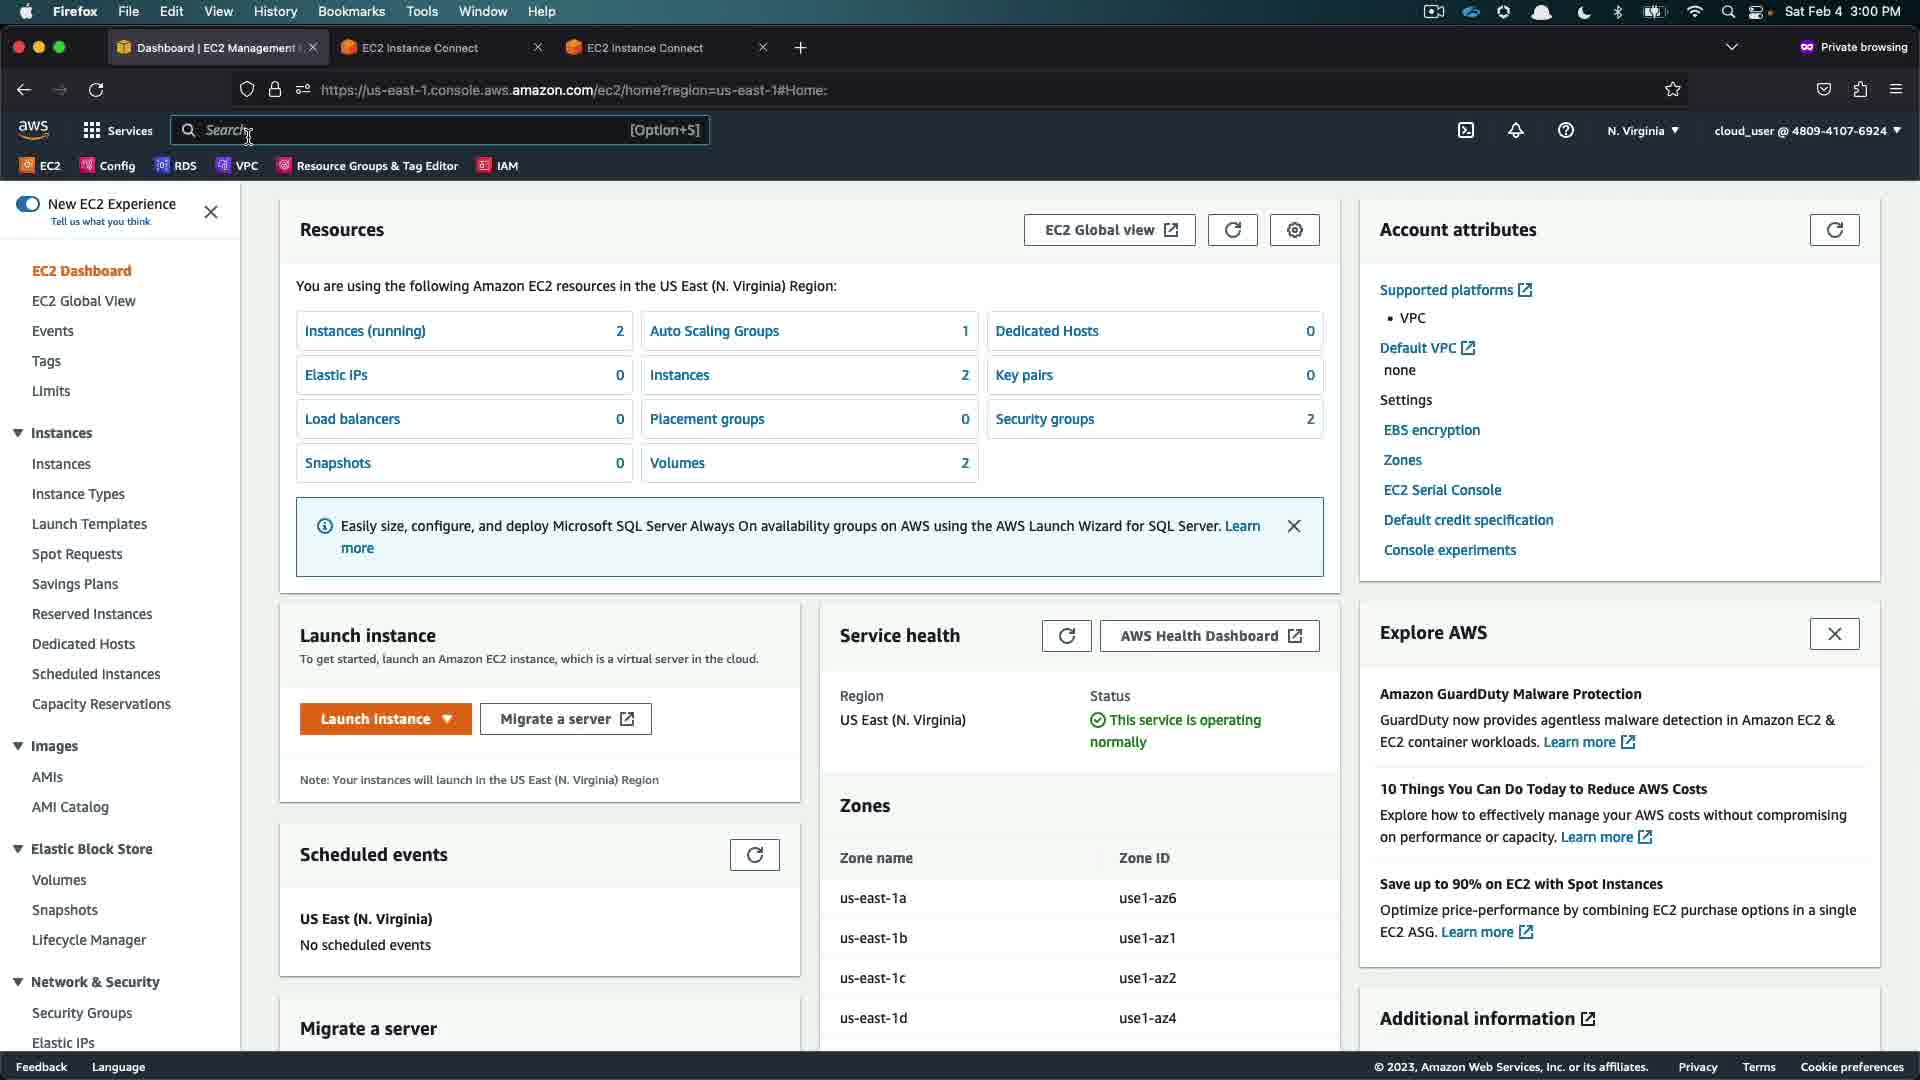 Firefox File Edit View History Bookmarks Tools Window Help Sat Feb 4 3:00 PM
Dashboard | EC2 Management EC2 Instance Connect EC2 Instance Connect Private browsing
https://us-east-1.console.aws.amazon.com/ec2/home?region=us-east-1#Home:
aws Services Search [Option+S] N. Virginia cloud_user @ 4809-4107-6924
EC2 Config RDS VPC Resource Groups & Tag Editor IAM
New EC2 Experience
Tell us what you think
EC2 Dashboard
EC2 Global View
Events
Tags
Limits
Instances
Instances
Instance Types
Launch Templates
Spot Requests
Savings Plans
Reserved Instances
Dedicated Hosts
Scheduled Instances
Capacity Reservations
Images
AMIs
AMI Catalog
Elastic Block Store
Volumes
Snapshots
Lifecycle Manager
Network & Security
Security Groups
Elastic IPs
Resources EC2 Global view
You are using the following Amazon EC2 resources in the US East (N. Virginia) Region:
Instances (running) 2 Auto Scaling Groups 1 Dedicated Hosts 0
Elastic IPs 0 Instances 2 Key pairs 0
Load balancers 0 Placement groups 0 Security groups 2
Snapshots 0 Volumes 2
Easily size, configure, and deploy Microsoft SQL Server Always On availability groups on AWS using the AWS Launch Wizard for SQL Server. Learn
more
Launch instance
To get started, launch an Amazon EC2 instance, which is a virtual server in the cloud.
Launch instance Migrate a server
Note: Your instances will launch in the US East (N. Virginia) Region
Scheduled events
US East (N. Virginia)
No scheduled events
Migrate a server
Service health AWS Health Dashboard
Region Status
US East (N. Virginia) This service is operating
normally
Zones
Zone name Zone ID
us-east-1a use1-az6
us-east-1b use1-az1
us-east-1c use1-az2
us-east-1d use1-az4
Account attributes
Supported platforms
• VPC
Default VPC
none
Settings
EBS encryption
Zones
EC2 Serial Console
Default credit specification
Console experiments
Explore AWS
Amazon GuardDuty Malware Protection
GuardDuty now provides agentless malware detection in Amazon EC2 &
EC2 container workloads. Learn more
10 Things You Can Do Today to Reduce AWS Costs
Explore how to effectively manage your AWS costs without compromising
on performance or capacity. Learn more
Save up to 90% on EC2 with Spot Instances
Optimize price-performance by combining EC2 purchase options in a single
EC2 ASG. Learn more
Additional information
Feedback Language © 2023, Amazon Web Services, Inc. or its affiliates. Privacy Terms Cookie preferences